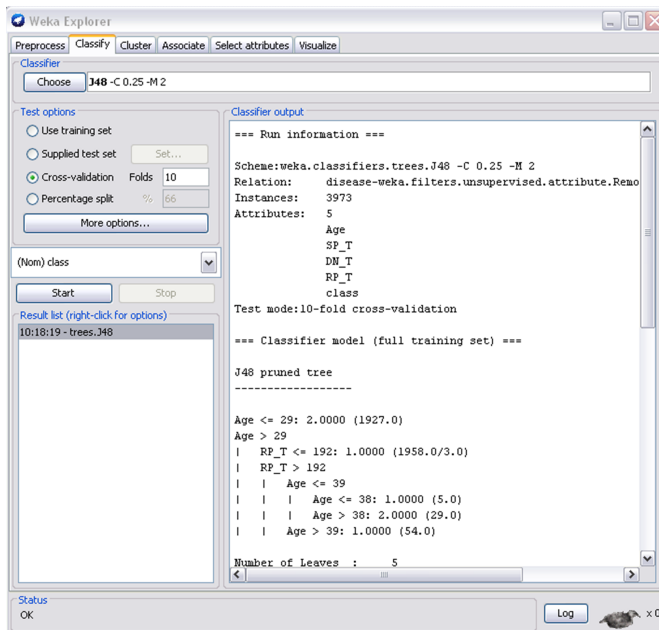 Weka Explorer
Preprocess Classify Cluster Associate Select attributes Visualize
Classifier
Choose J48 -C 0.25 -M 2
Test options
Use training set
Supplied test set Set...
Cross-validation Folds 10
Percentage split % 66
More options...
(Nom) class
Start Stop
Result list (right-click for options)
10:18:19 - trees.J48
Classifier output
=== Run information ===
Scheme:weka.classifiers.trees.J48 -C 0.25 -M 2
Relation: disease-weka.filters.unsupervised.attribute.Remo
Instances: 3973
Attributes: 5
Age
SP_T
DN_T
RP_T
class
Test mode:10-fold cross-validation
=== Classifier model (full training set) ===
J48 pruned tree
------------------
Age <= 29: 2.0000 (1927.0)
Age > 29
| RP_T <= 192: 1.0000 (1958.0/3.0)
| RP_T > 192
| | Age <= 39
| | | Age <= 38: 1.0000 (5.0)
| | | Age > 38: 2.0000 (29.0)
| | Age > 39: 1.0000 (54.0)
Number of Leaves : 5
Status
OK
Log
x 0